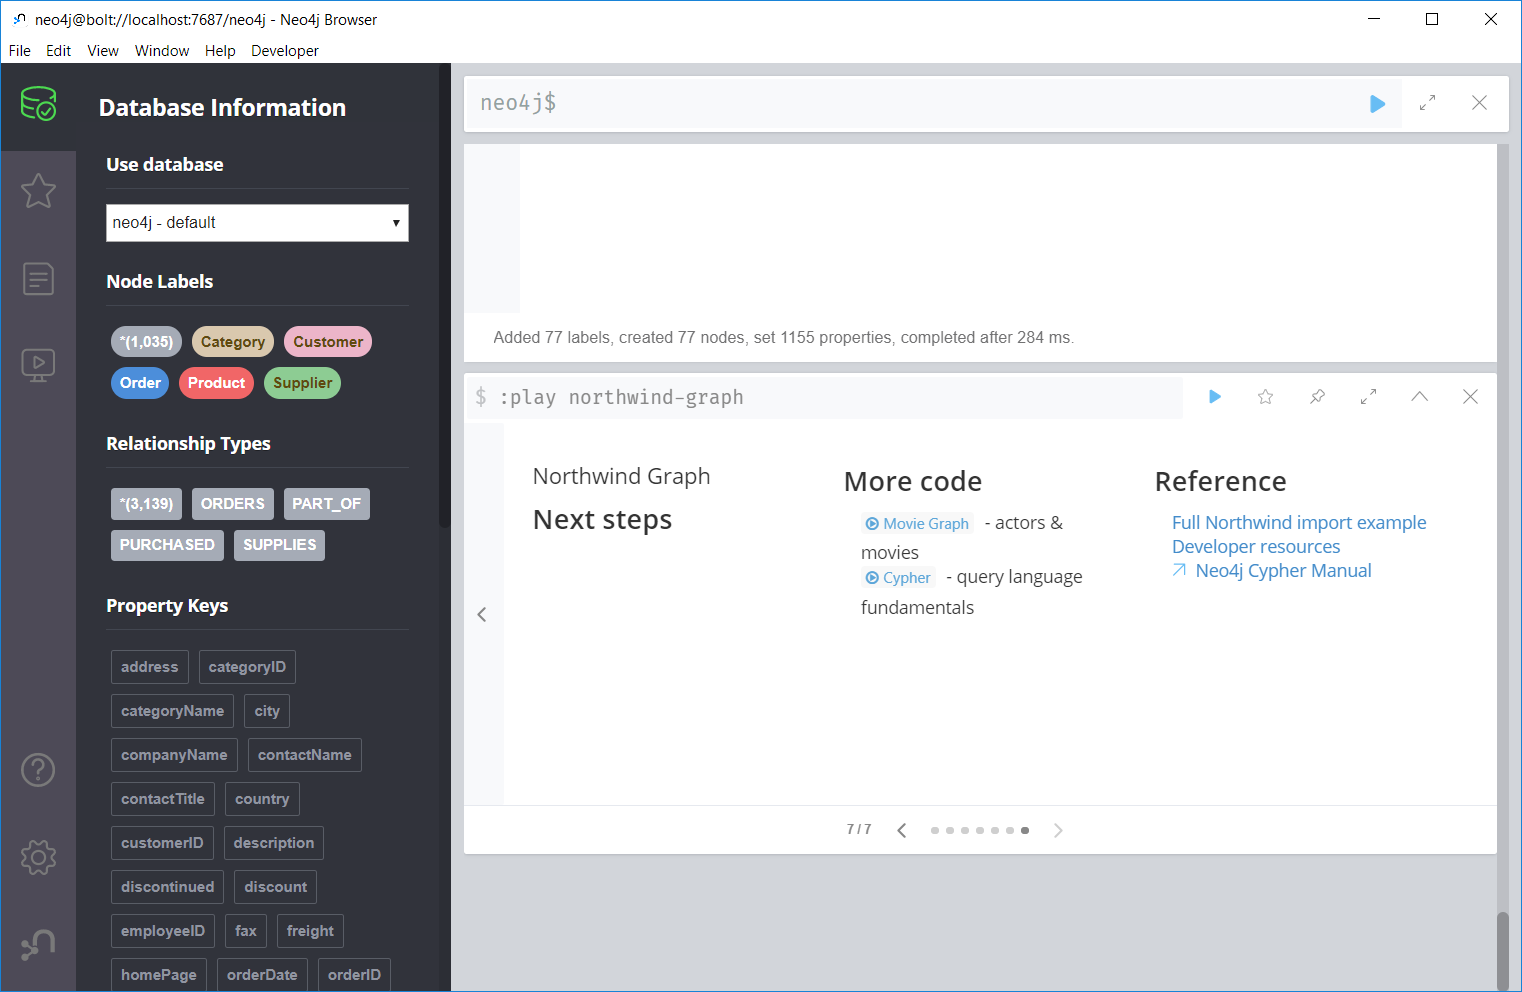 neo4j@bolt://localhost:7687/neo4j - Neo4j Browser
File Edit View Window Help Developer
Database Information
Use database
neo4j - default
Node Labels
*(1,035) Category Customer
Order Product Supplier
Relationship Types
*(3,139) ORDERS PART_OF
PURCHASED SUPPLIES
Property Keys
address categoryID
categoryName city
companyName contactName
contactTitle country
customerID description
discontinued discount
employeeID fax freight
homePage orderDate orderID
neo4j$
Added 77 labels, created 77 nodes, set 1155 properties, completed after 284 ms.
$ :play northwind-graph
Northwind Graph
Next steps
More code
Movie Graph - actors &
movies
Cypher - query language
fundamentals
Reference
Full Northwind import example
Developer resources
Neo4j Cypher Manual
7 / 7